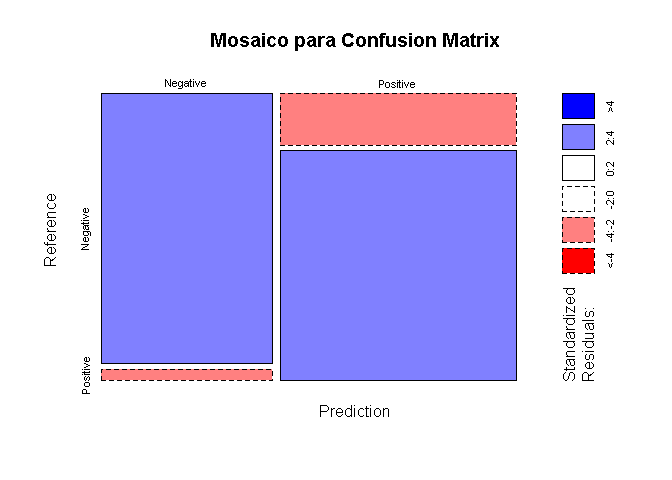 Mosaico para Confusion Matrix
Negative
Positive
Reference
Negative
Positive
Prediction
>4
2:4
0:2
-2:0
-4:-2
<-4
Standardized
Residuals: